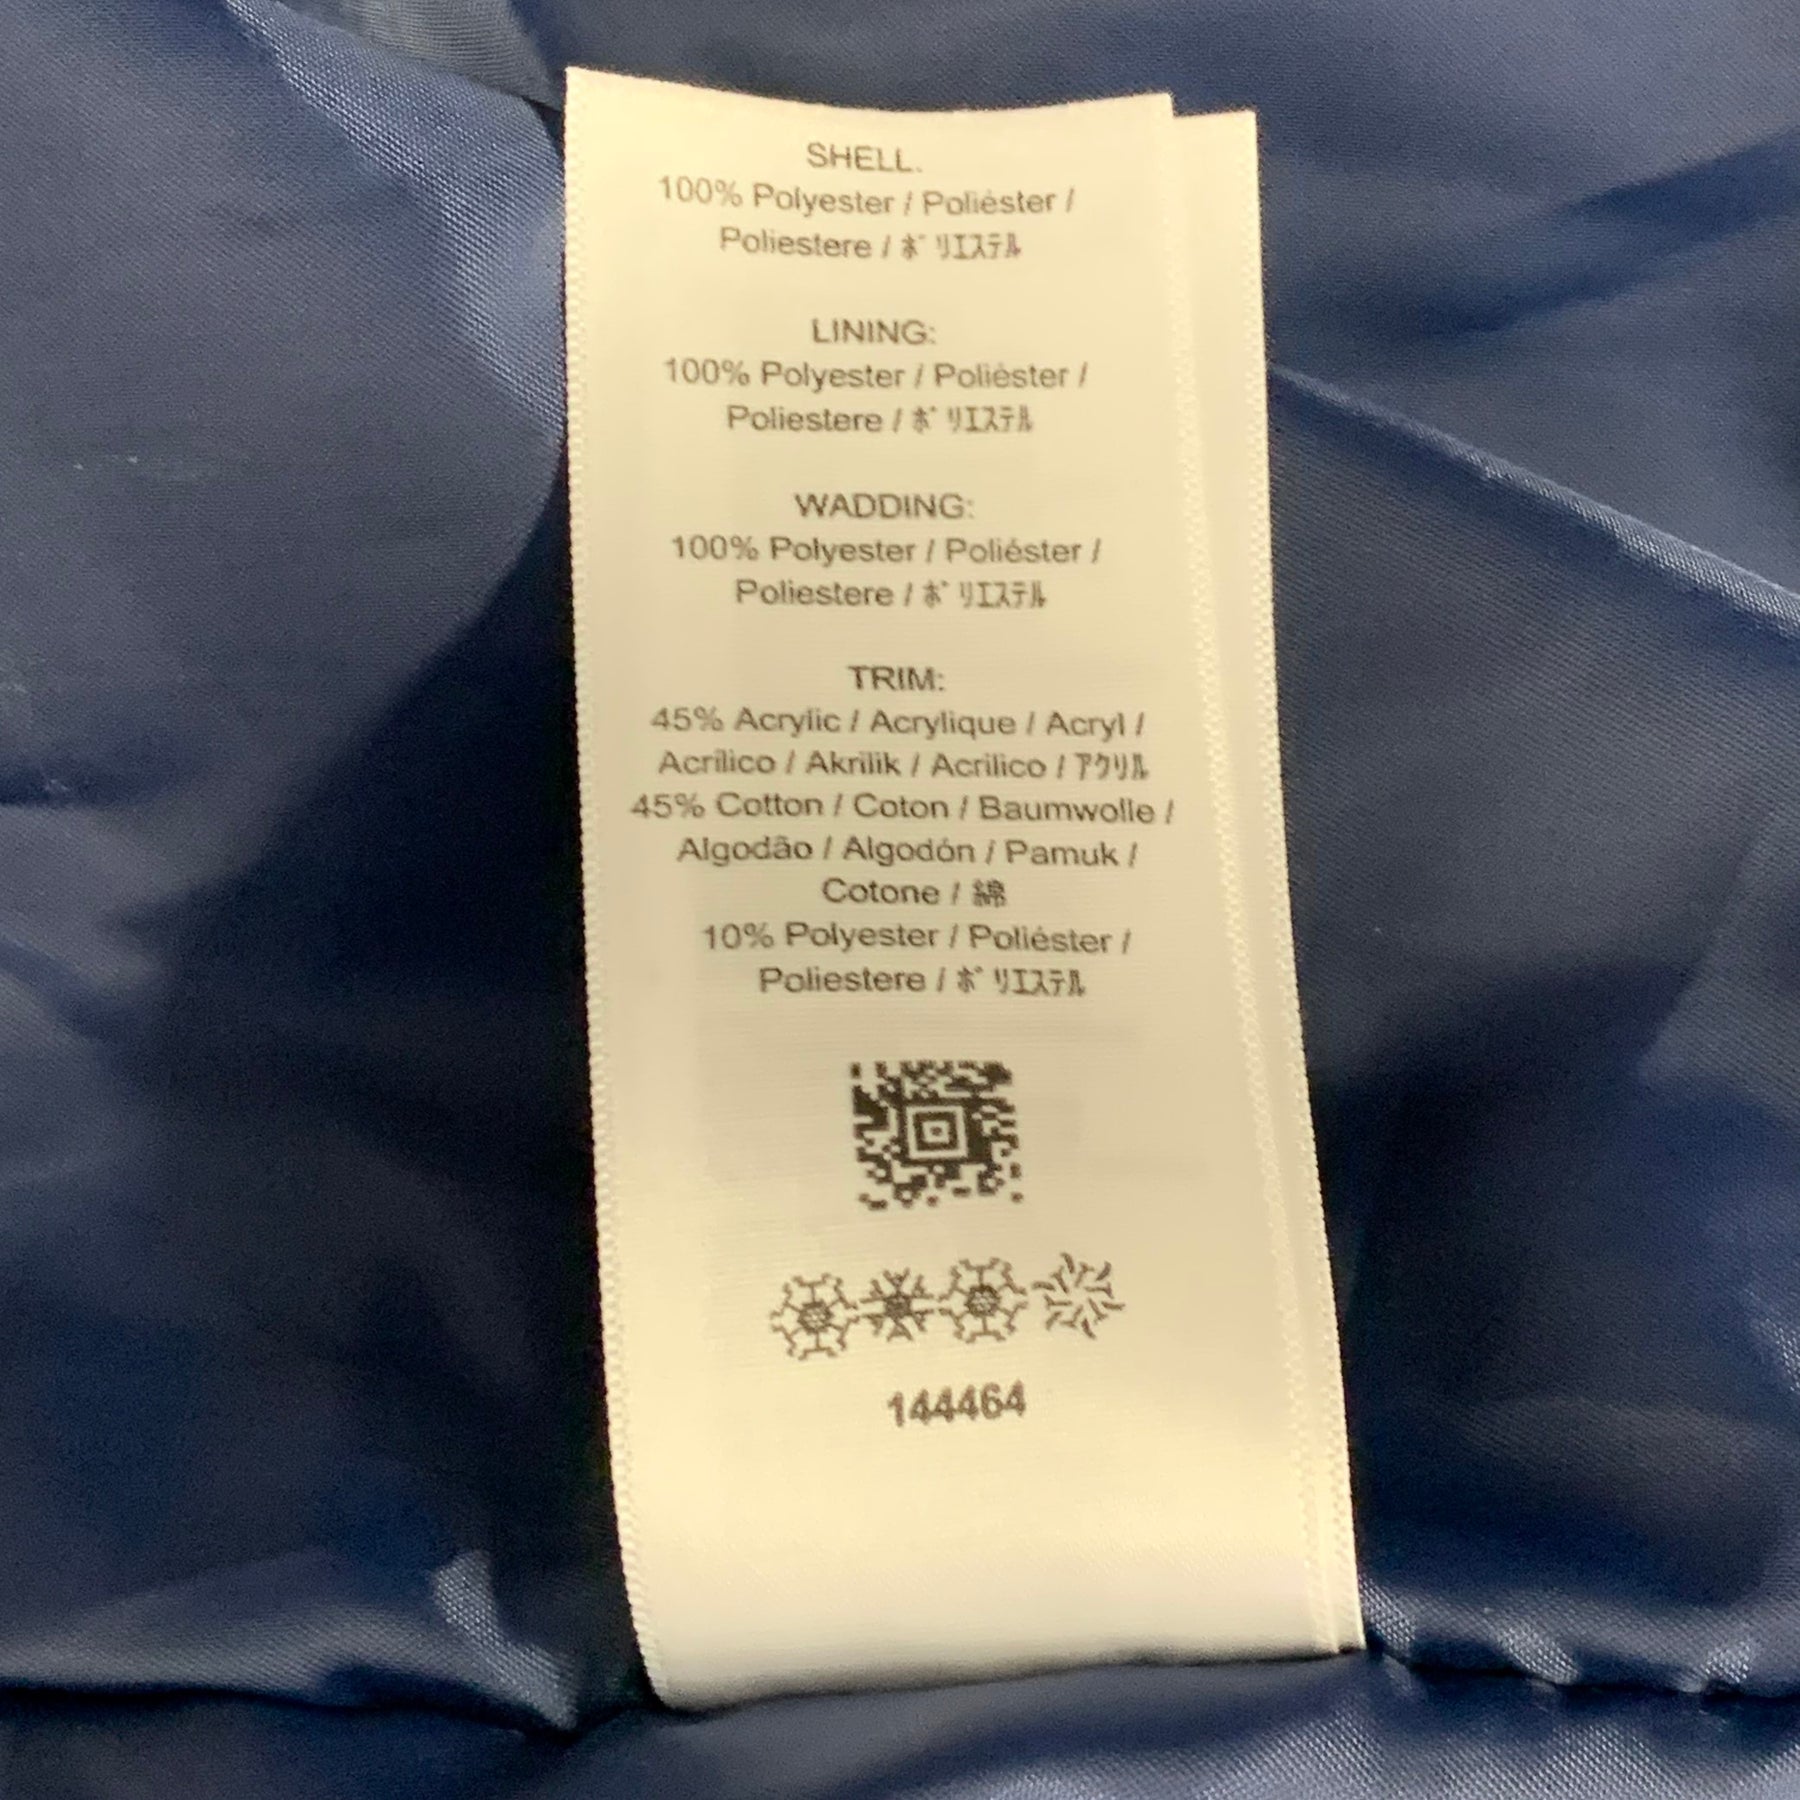 SHELL:
100% Polyester / Poliéster /
Poliestere / ポリエステル
LINING:
100% Polyester / Poliéster /
Poliestere / ポリエステル
WADDING:
100% Polyester / Poliéster /
Poliestere / ポリエステル
TRIM:
45% Acrylic / Acrylique / Acryl /
Acrílico / Akrilik / Acrilico / アクリル
45% Cotton / Coton / Baumwolle /
Algodão / Algodón / Pamuk /
Cotone / 綿
10% Polyester / Poliéster /
Poliestere / ポリエステル
144464